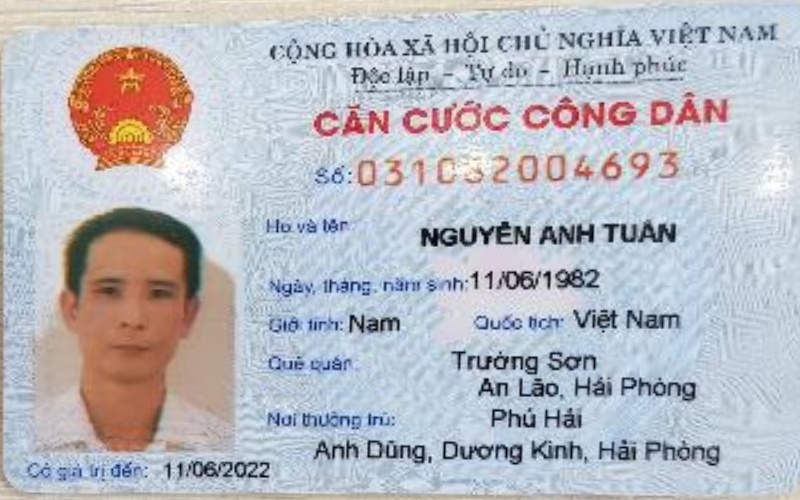 CỘNG HÒA XÃ HỘI CHỦ NGHĨA VIỆT NAM
Độc lập - Tự do - Hạnh phúc
CĂN CƯỚC CÔNG DÂN
Số: 031082004693
Họ và tên:
NGUYỄN ANH TUẤN
Ngày, tháng, năm sinh: 11/06/1982
Giới tính: Nam Quốc tịch: Việt Nam
Quê quán: Trường Sơn
An Lão, Hải Phòng
Nơi thường trú: Phú Hải
Anh Dũng, Dương Kinh, Hải Phòng
Có giá trị đến: 11/06/2022